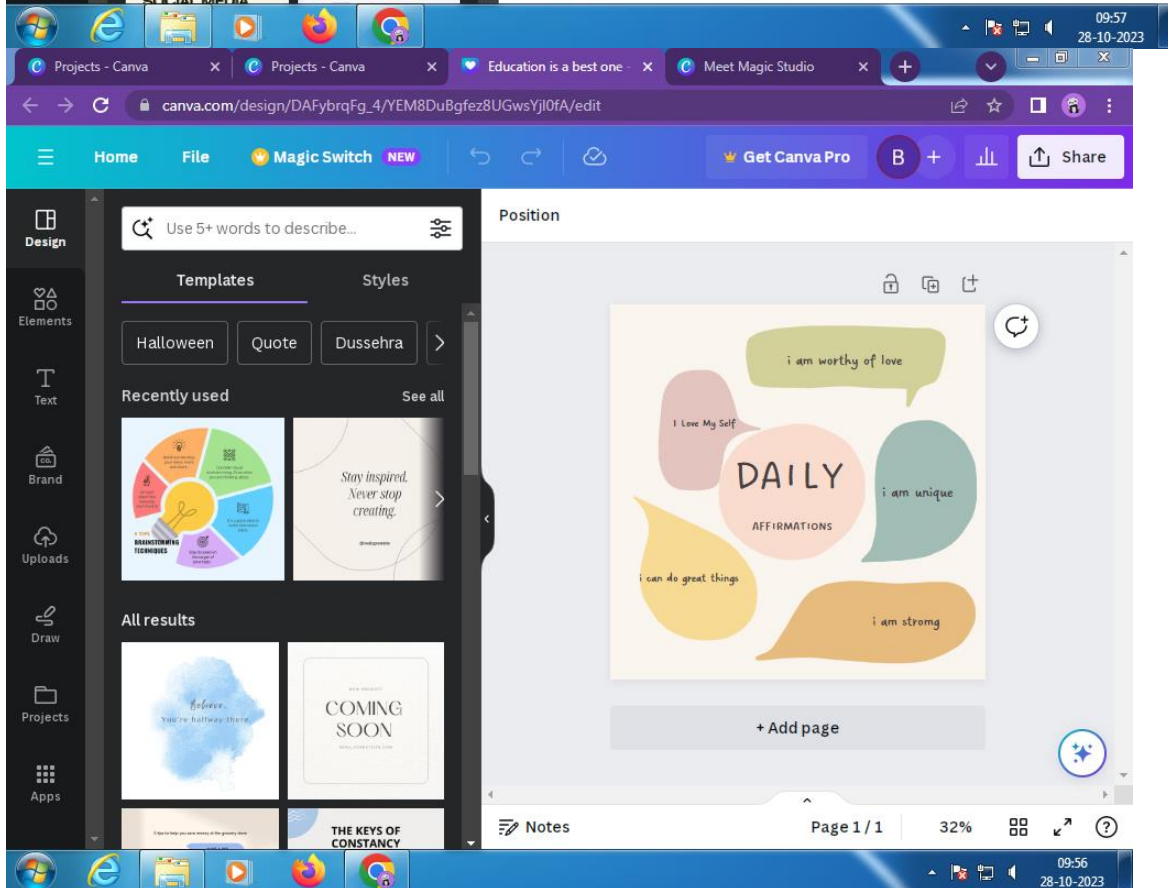 SOCIAL MEDIA
09:57
28-10-2023
Projects - Canva
Projects - Canva
Education is a best one -
Meet Magic Studio
canva.com/design/DAFybrqFg_4/YEM8DuBgfez8UGwsYjl0fA/edit
Home File Magic Switch NEW Get Canva Pro B + Share
Design
Elements
Text
Brand
Uploads
Draw
Projects
Apps
Use 5+ words to describe...
Templates Styles
Halloween Quote Dussehra
Recently used See all
BRAINSTORMING
TECHNIQUES
Stay inspired.
Never stop
creating.
All results
Believe.
You're halfway there.
COMING
SOON
THE KEYS OF
CONSTANCY
Position
i am worthy of love
I Love My Self
DAILY
AFFIRMATIONS
i am unique
i can do great things
i am stromg
+ Add page
Notes Page 1 / 1 32%
09:56
28-10-2023